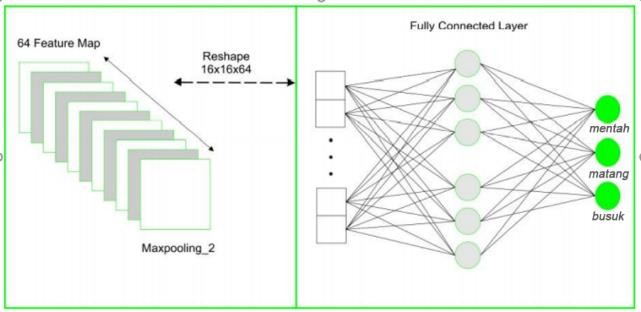 64 Feature Map
Reshape
16x16x64
Maxpooling_2
Fully Connected Layer
mentah
matang
busuk